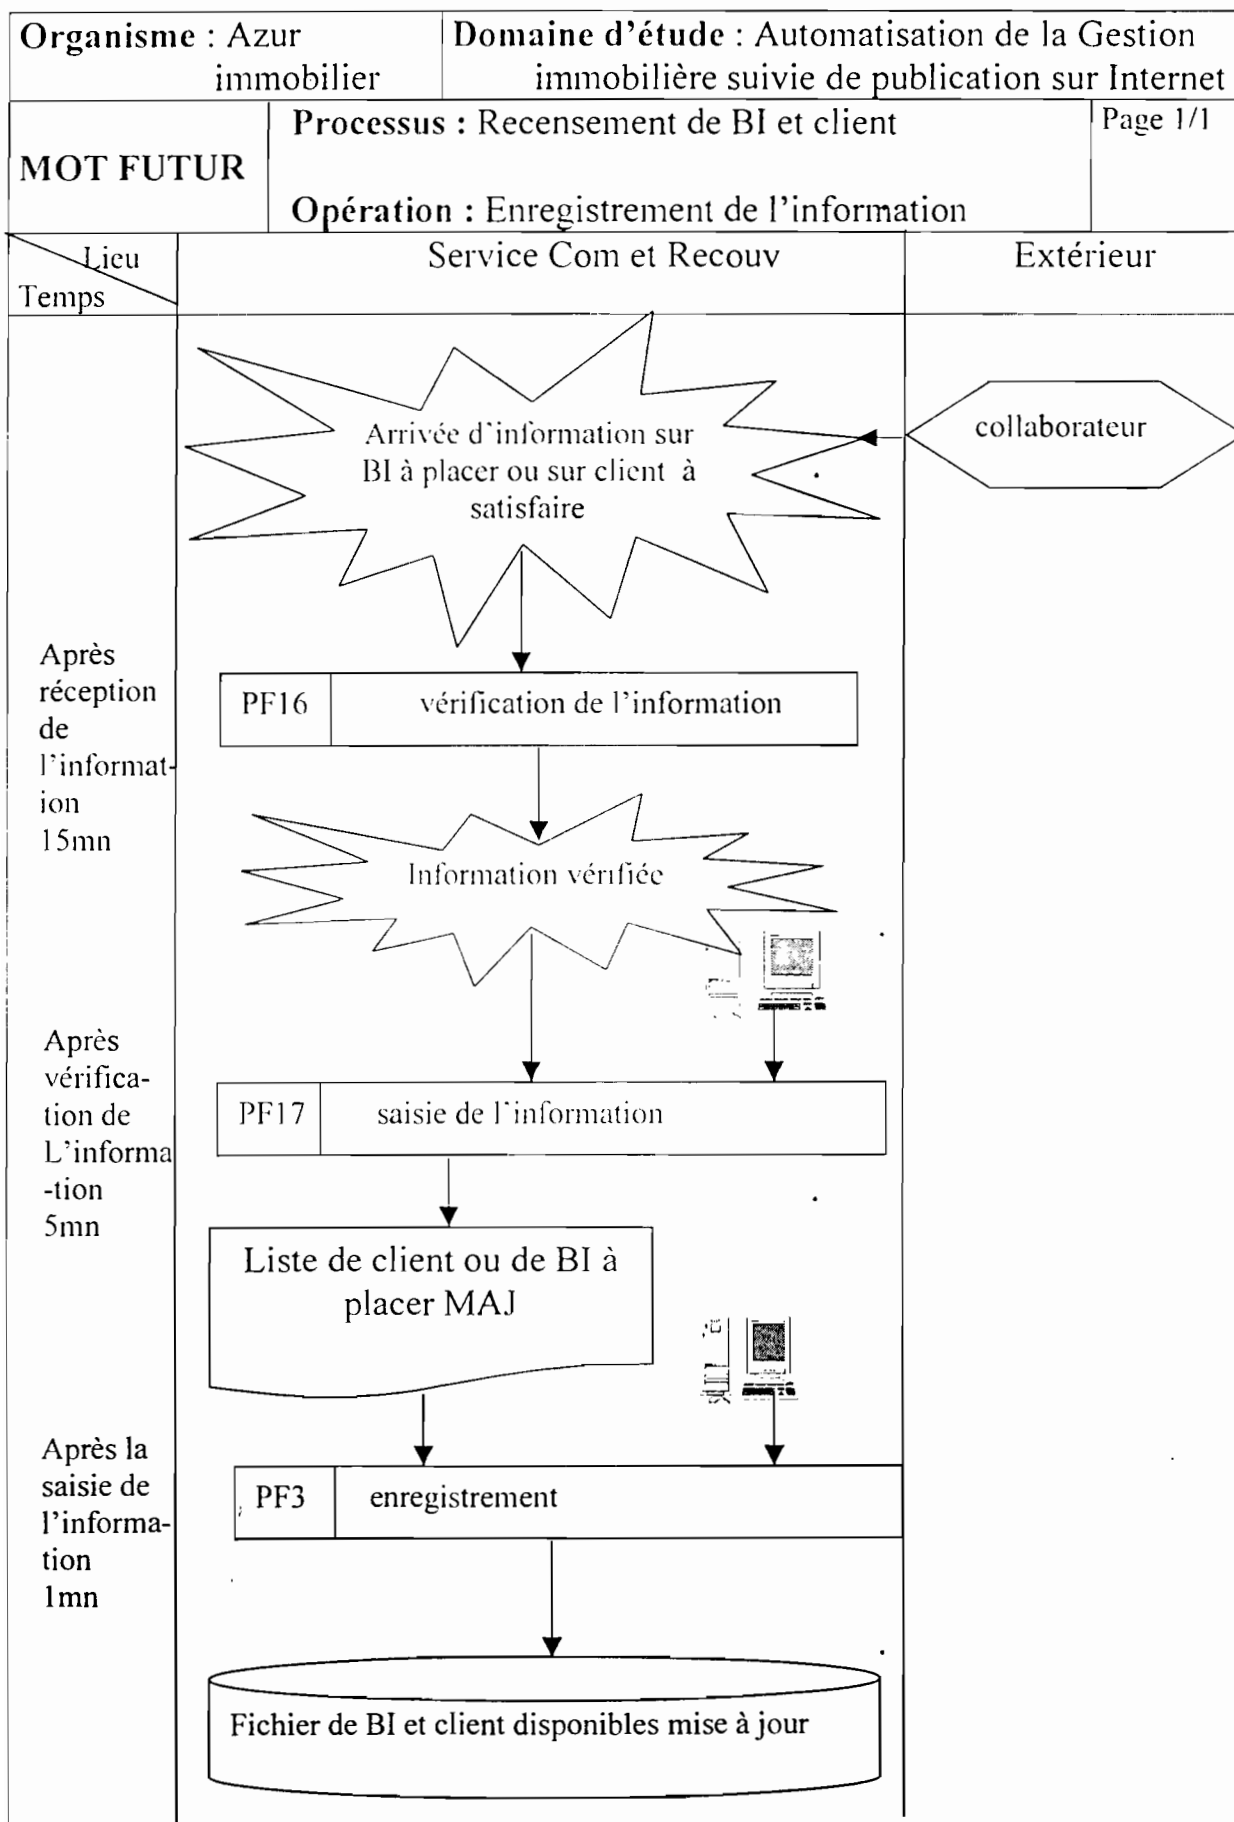 Organisme : Azur
immobilier
Domaine d'étude : Automatisation de la Gestion
immobilière suivie de publication sur Internet
MOT FUTUR
Processus : Recensement de BI et client
Opération : Enregistrement de l'information
Page 1/1
Lieu
Temps
Service Com et Recouv
Extérieur
Arrivée d'information sur
BI à placer ou sur client à
satisfaire
collaborateur
Après
réception
de
l'informat-
ion
15mn
PF16
vérification de l'information
Information vérifiée
Après
vérifica-
tion de
L'informa
-tion
5mn
PF17
saisie de l'information
Liste de client ou de BI à
placer MAJ
Après la
saisie de
l'informa-
tion
1mn
PF3
enregistrement
Fichier de BI et client disponibles mise à jour